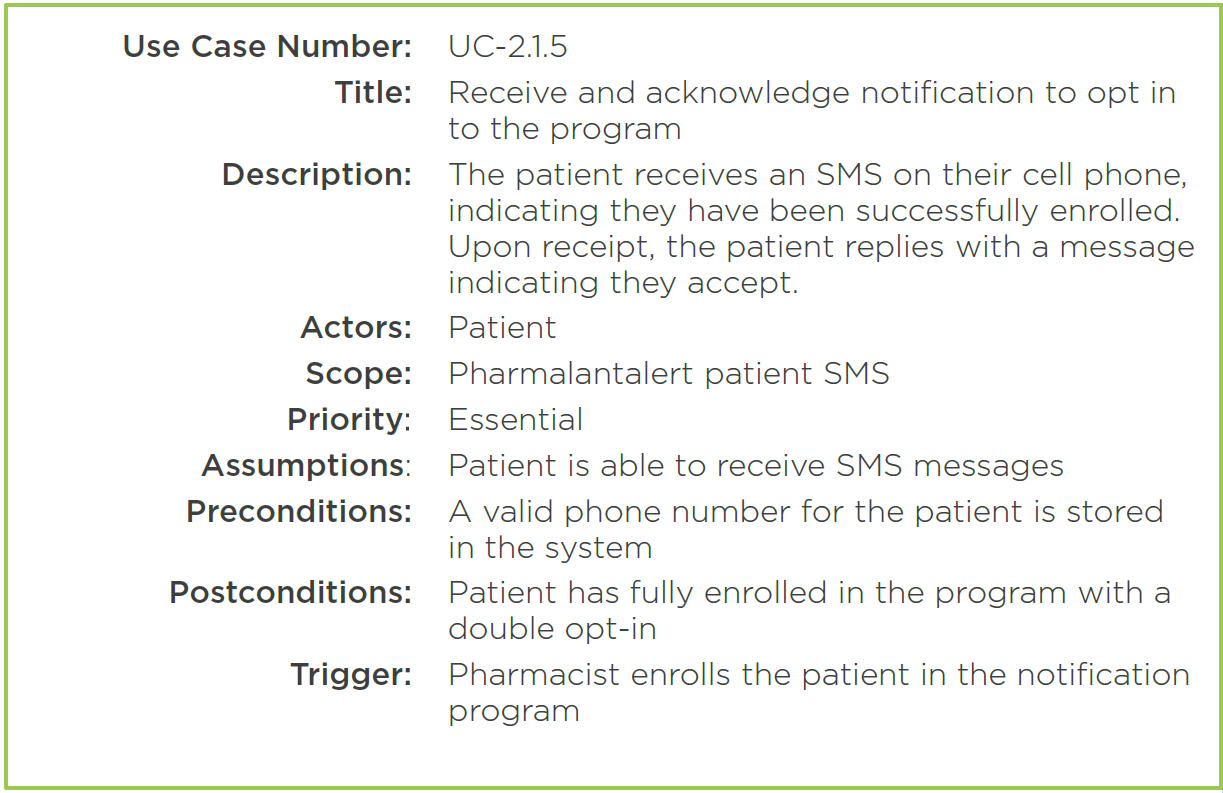 Use Case Number: UC-2.1.5
Title: Receive and acknowledge notification to opt in
to the program
Description: The patient receives an SMS on their cell phone,
indicating they have been successfully enrolled.
Upon receipt, the patient replies with a message
indicating they accept.
Actors: Patient
Scope: Pharmalantalert patient SMS
Priority: Essential
Assumptions: Patient is able to receive SMS messages
Preconditions: A valid phone number for the patient is stored
in the system
Postconditions: Patient has fully enrolled in the program with a
double opt-in
Trigger: Pharmacist enrolls the patient in the notification
program